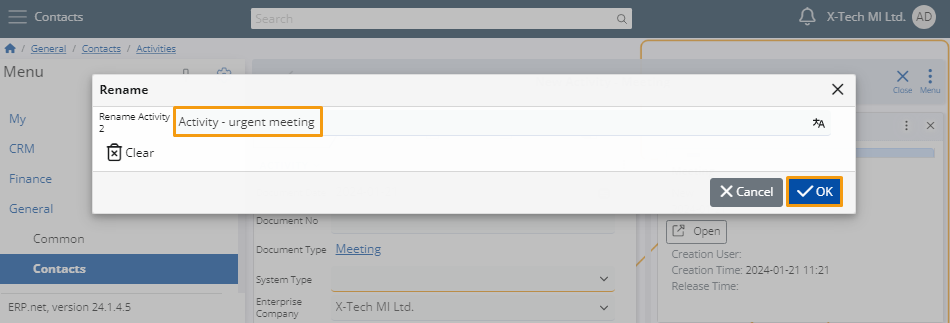 Contacts
Search
X-Tech MI Ltd.
AD
/ General / Contacts / Activities
Menu
Close
Menu
Rename
Rename Activity 2
Activity - urgent meeting
Clear
Cancel
OK
My
CRM
Finance
General
Common
Contacts
ERP.net, version 24.1.4.5
Document No
Document Type
Meeting
System Type
Enterprise Company
X-Tech MI Ltd.
Open
Creation User:
Creation Time: 2024-01-21 11:21
Release Time: